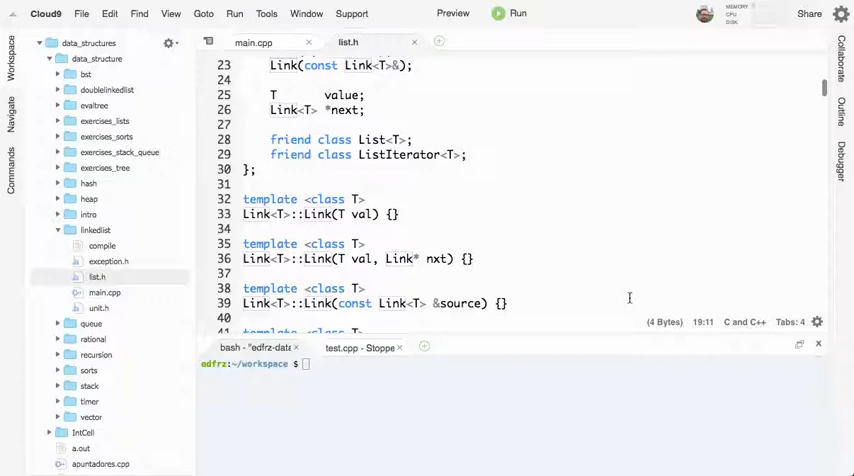 Cloud9 File Edit Find View Goto Run Tools Window Support Preview Run MEMORY CPU DISK Share
Workspace
Navigate
Commands
data_structures
data_structure
bst
doublelinkedlist
evaltree
exercises_lists
exercises_sorts
exercises_stack_queue
exercises_tree
hash
heap
intro
linkedlist
compile
exception.h
list.h
main.cpp
unit.h
queue
rational
recursion
sorts
stack
timer
vector
IntCell
a.out
apuntadores.cpp
main.cpp × list.h ×
23 Link(const Link<T>&);
24
25 T value;
26 Link<T> *next;
27
28 friend class List<T>;
29 friend class ListIterator<T>;
30 };
31
32 template <class T>
33 Link<T>::Link(T val) {}
34
35 template <class T>
36 Link<T>::Link(T val, Link* nxt) {}
37
38 template <class T>
39 Link<T>::Link(const Link<T> &source) {}
40
41 template <class T>
(4 Bytes) 19:11 C and C++ Tabs: 4
bash - "edfrz-data × test.cpp - Stoppe ×
edfrz:~/workspace $
Collaborate
Outline
Debugger